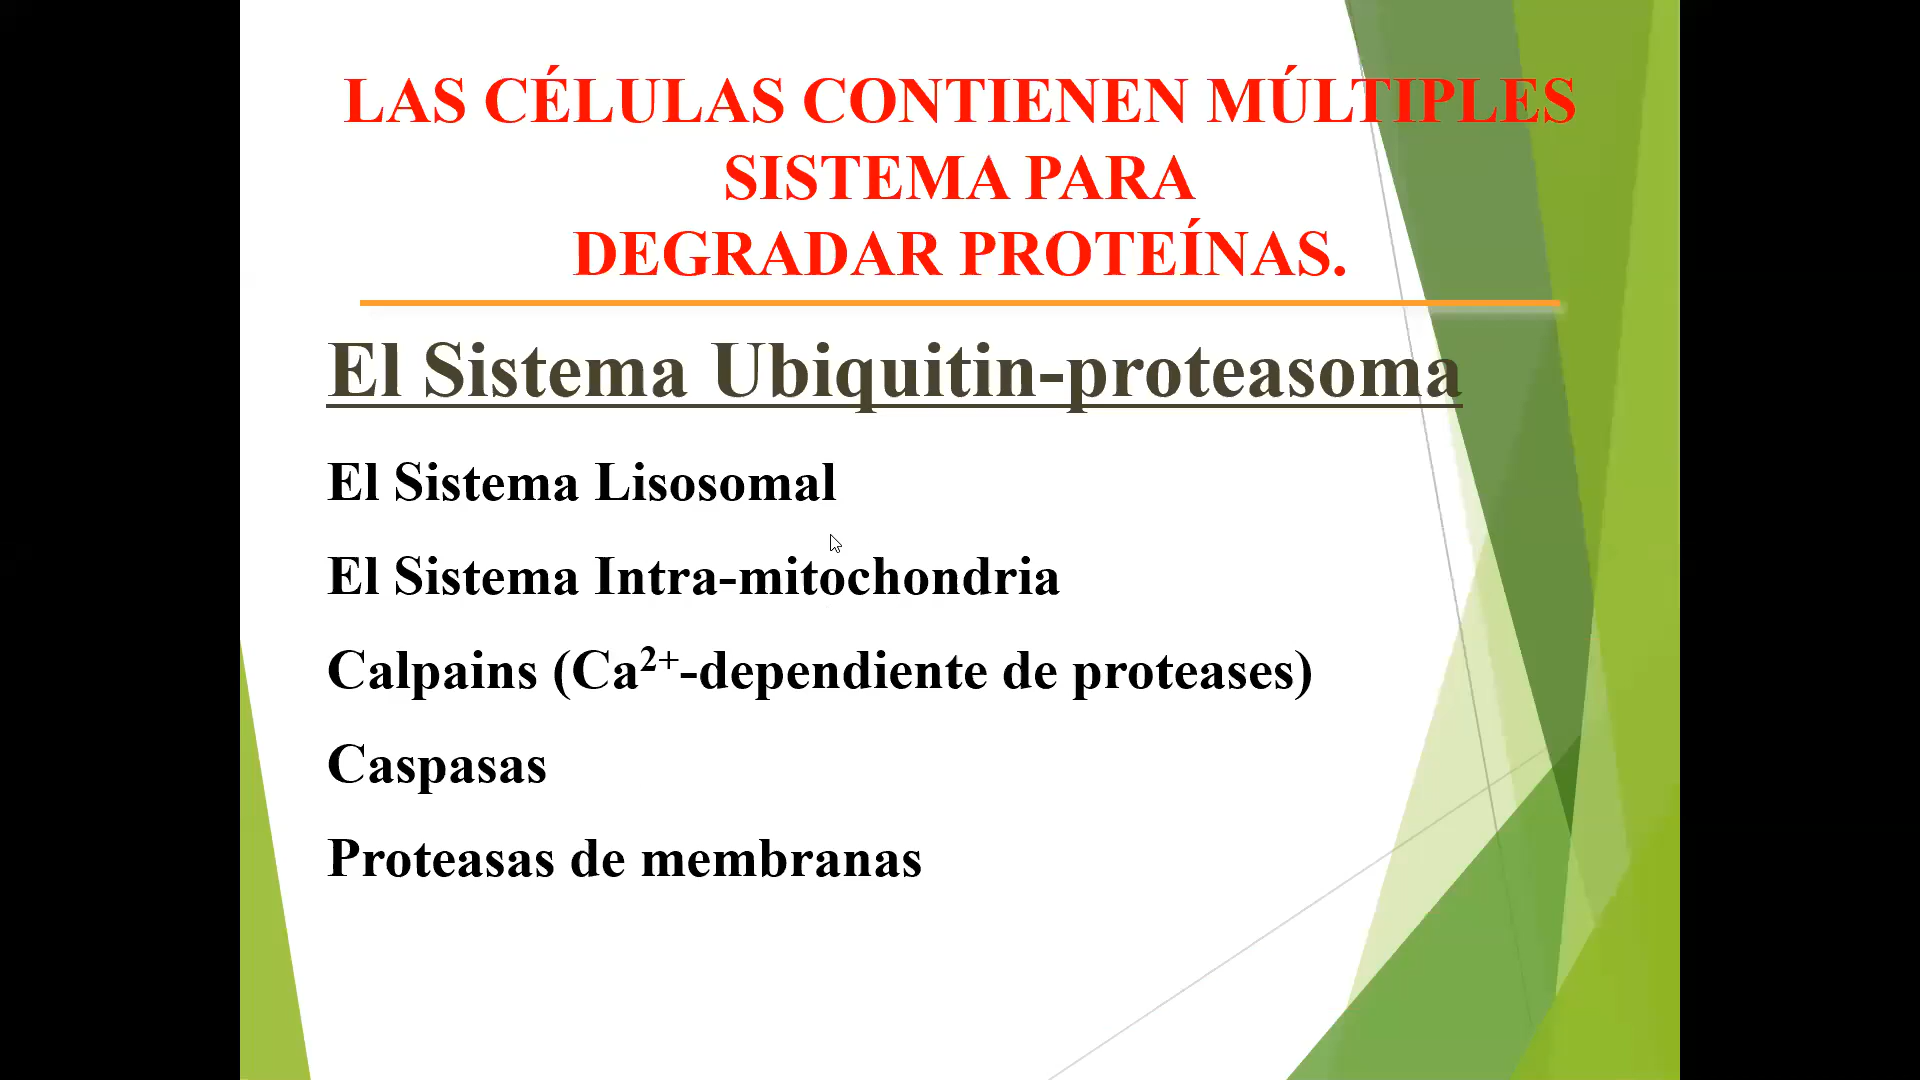 LAS CÉLULAS CONTIENEN MÚLTIPLES
SISTEMA PARA
DEGRADAR PROTEÍNAS.
El Sistema Ubiquitin-proteasoma
El Sistema Lisosomal
El Sistema Intra-mitochondria
Calpains (Ca²⁺-dependiente de proteases)
Caspasas
Proteasas de membranas